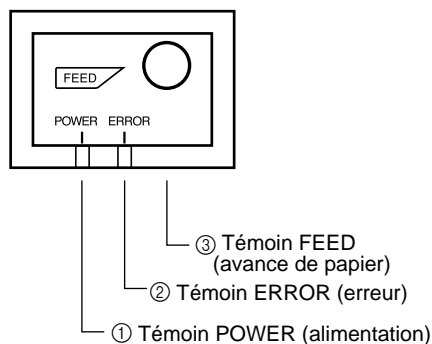 FEED
POWER ERROR
③ Témoin FEED
(avance de papier)
② Témoin ERROR (erreur)
① Témoin POWER (alimentation)